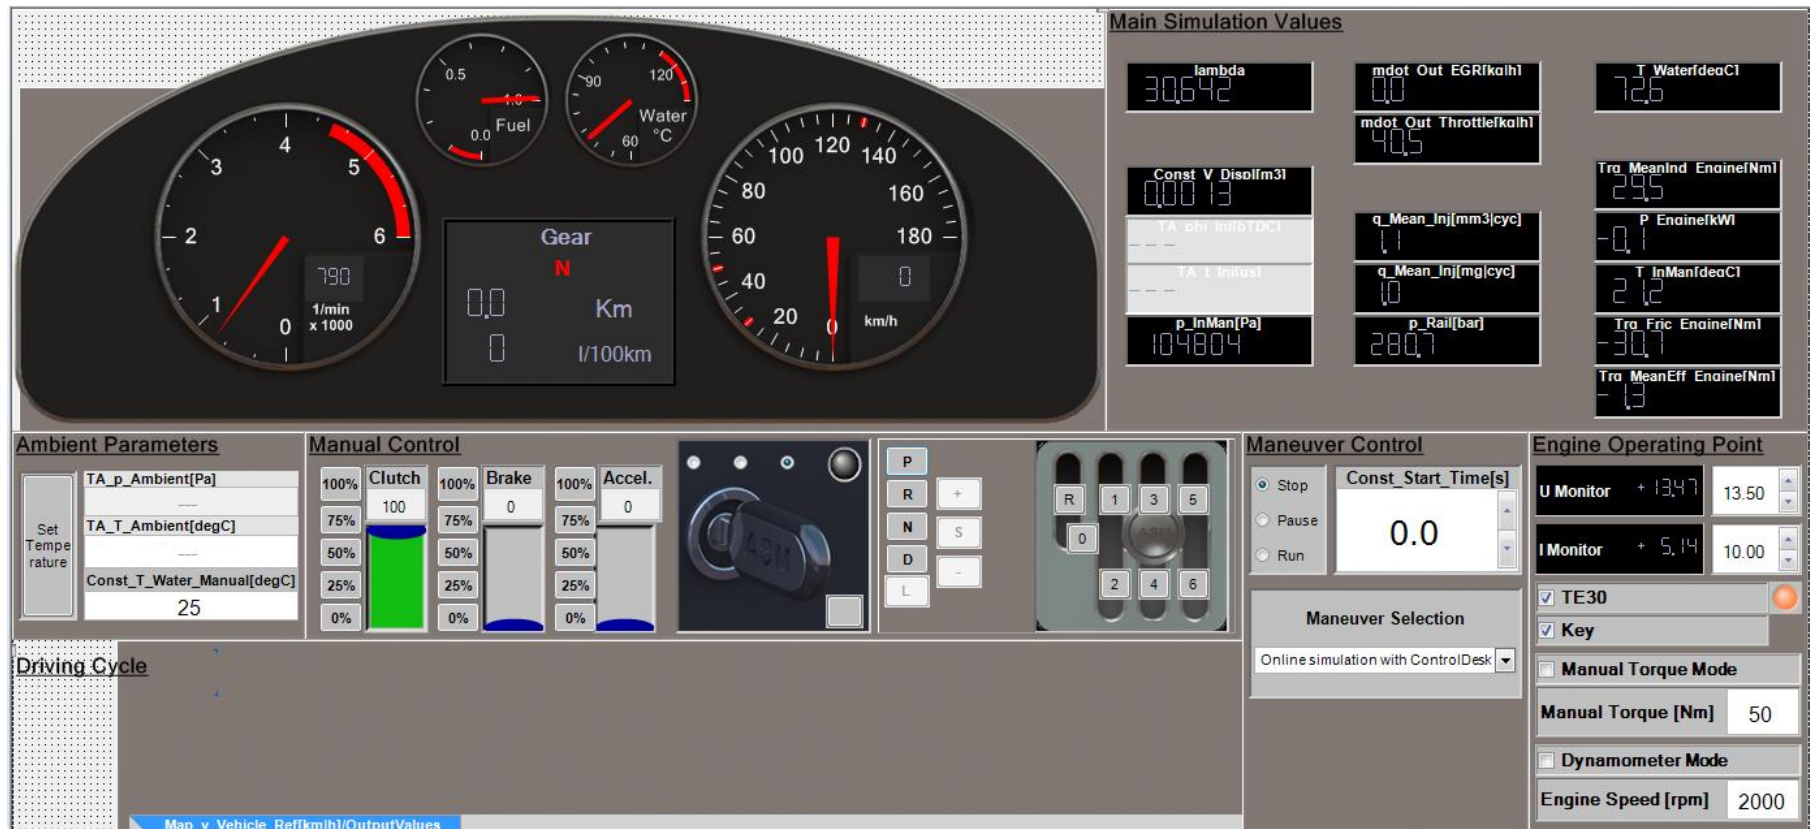 Main Simulation Values
lambda
30.642
mdot_Out_EGR[kg|h]
0.0
T_Water[degC]
72.6
mdot_Out_Throttle[kg|h]
40.5
Const_V_Displ[m3]
0.0013
Trq_MeanInd_Engine[Nm]
29.5
TA_phi_Inj[bTDC]
---
q_Mean_Inj[mm3|cyc]
1.1
P_Engine[kW]
-0.1
TA_t_Inj[us]
---
q_Mean_Inj[mg|cyc]
1.0
T_InMan[degC]
21.2
p_InMan[Pa]
104804
p_Rail[bar]
280.7
Trq_Fric_Engine[Nm]
-30.7
Trq_MeanEff_Engine[Nm]
-1.3
0 1 2 3 4 5 6
790
1/min
x 1000
0.0 0.5 1.0
Fuel
60 90 120
Water
°C
Gear
N
0.0 Km
0 l/100km
0 20 40 60 80 100 120 140 160 180
0
km/h
Ambient Parameters
Set
Tempe
rature
TA_p_Ambient[Pa]
---
TA_T_Ambient[degC]
---
Const_T_Water_Manual[degC]
25
Manual Control
Clutch
100
100%
75%
50%
25%
0%
Brake
0
100%
75%
50%
25%
0%
Accel.
0
100%
75%
50%
25%
0%
ASM
P
R +
N S
D -
L
R 1 3 5
0 ASM
2 4 6
Maneuver Control
Stop
Pause
Run
Const_Start_Time[s]
0.0
Maneuver Selection
Online simulation with ControlDesk
Engine Operating Point
U Monitor +13.47 13.50
I Monitor + 5.14 10.00
TE30
Key
Manual Torque Mode
Manual Torque [Nm] 50
Dynamometer Mode
Engine Speed [rpm] 2000
Driving Cycle
Map_v_Vehicle_Ref[km|h]/OutputValues